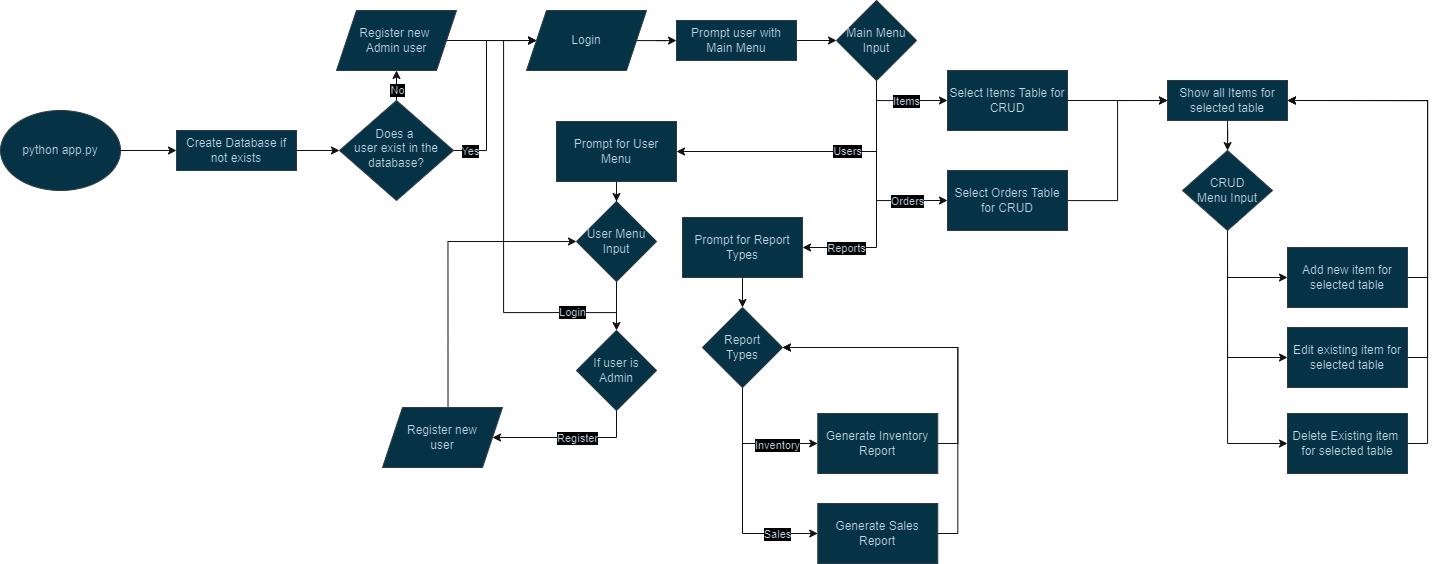 python app.py
Create Database if
not exists
Does a
user exist in the
database?
No
Yes
Register new
Admin user
Login
Prompt user with
Main Menu
Main Menu
Input
Items
Users
Orders
Reports
Select Items Table for
CRUD
Select Orders Table
for CRUD
Show all Items for
selected table
CRUD
Menu Input
Add new item for
selected table
Edit existing item for
selected table
Delete Existing item
for selected table
Prompt for User
Menu
User Menu
Input
Login
If user is
Admin
Register
Register new
user
Prompt for Report
Types
Report
Types
Inventory
Generate Inventory
Report
Sales
Generate Sales
Report